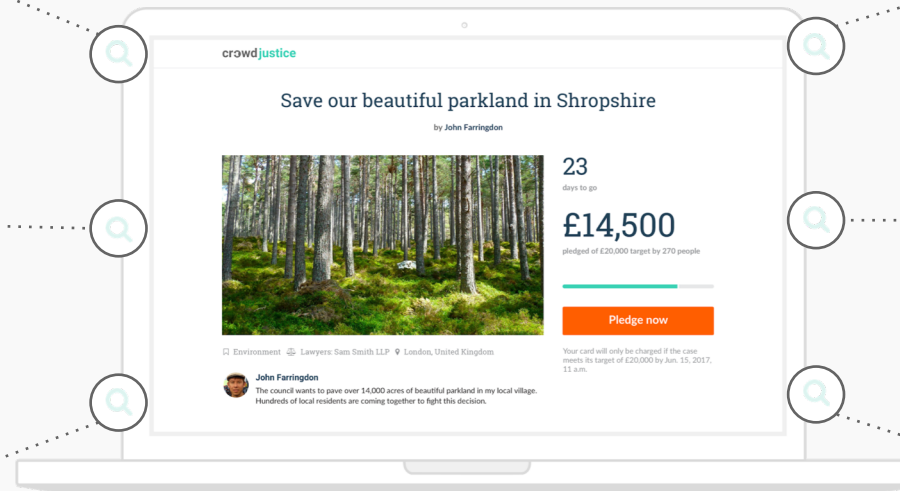 crowdjustice
Save our beautiful parkland in Shropshire
by John Farringdon
23
days to go
£14,500
pledged of £20,000 target by 270 people
Pledge now
Your card will only be charged if the case
meets its target of £20,000 by Jun. 15, 2017,
11 a.m.
Environment Lawyers: Sam Smith LLP London, United Kingdom
John Farringdon
The council wants to pave over 14,000 acres of beautiful parkland in my local village.
Hundreds of local residents are coming together to fight this decision.